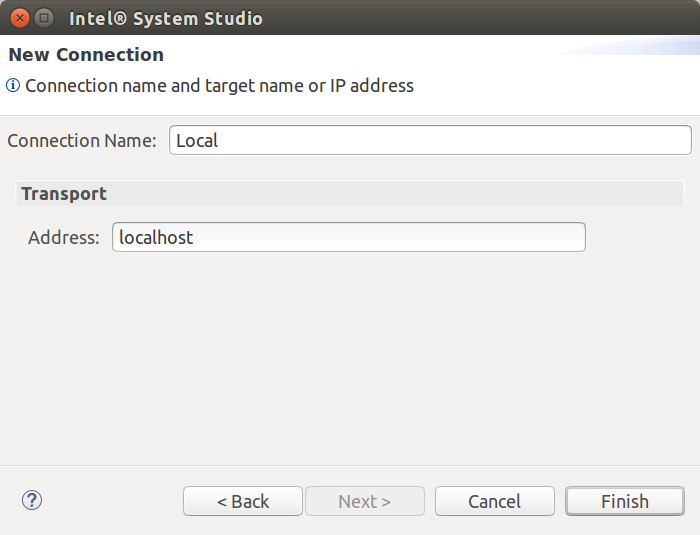 Intel® System Studio
New Connection
Connection name and target name or IP address
Connection Name: Local
Transport
Address: localhost
< Back Next > Cancel Finish